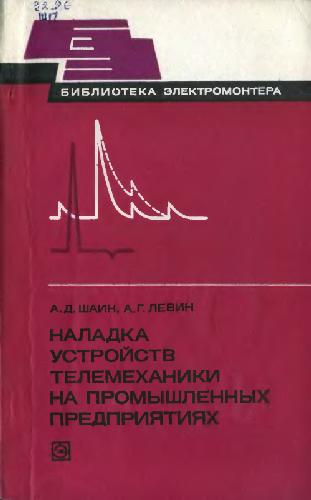 БИБЛИОТЕКА ЭЛЕКТРОМОНТЕРА
А.Д. ШАИН, А.Г. ЛЕВИН
НАЛАДКА
УСТРОЙСТВ
ТЕЛЕМЕХАНИКИ
НА ПРОМЫШЛЕННЫХ
ПРЕДПРИЯТИЯХ